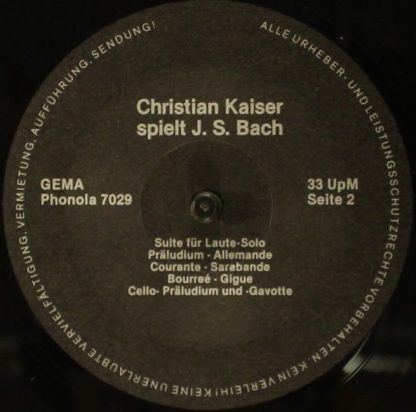 ALLE URHEBER- UND LEISTUNGSSCHUTZRECHTE VORBEHALTEN · KEIN VERLEIH! KEINE UNERLAUBTE VERVIELFÄLTIGUNG, VERMIETUNG, AUFFÜHRUNG, SENDUNG!
Christian Kaiser
spielt J. S. Bach
GEMA
Phonola 7029
33 UpM
Seite 2
Suite für Laute-Solo
Präludium - Allemande
Courante - Sarabande
Bourreé - Gigue
Cello- Präludium und -Gavotte